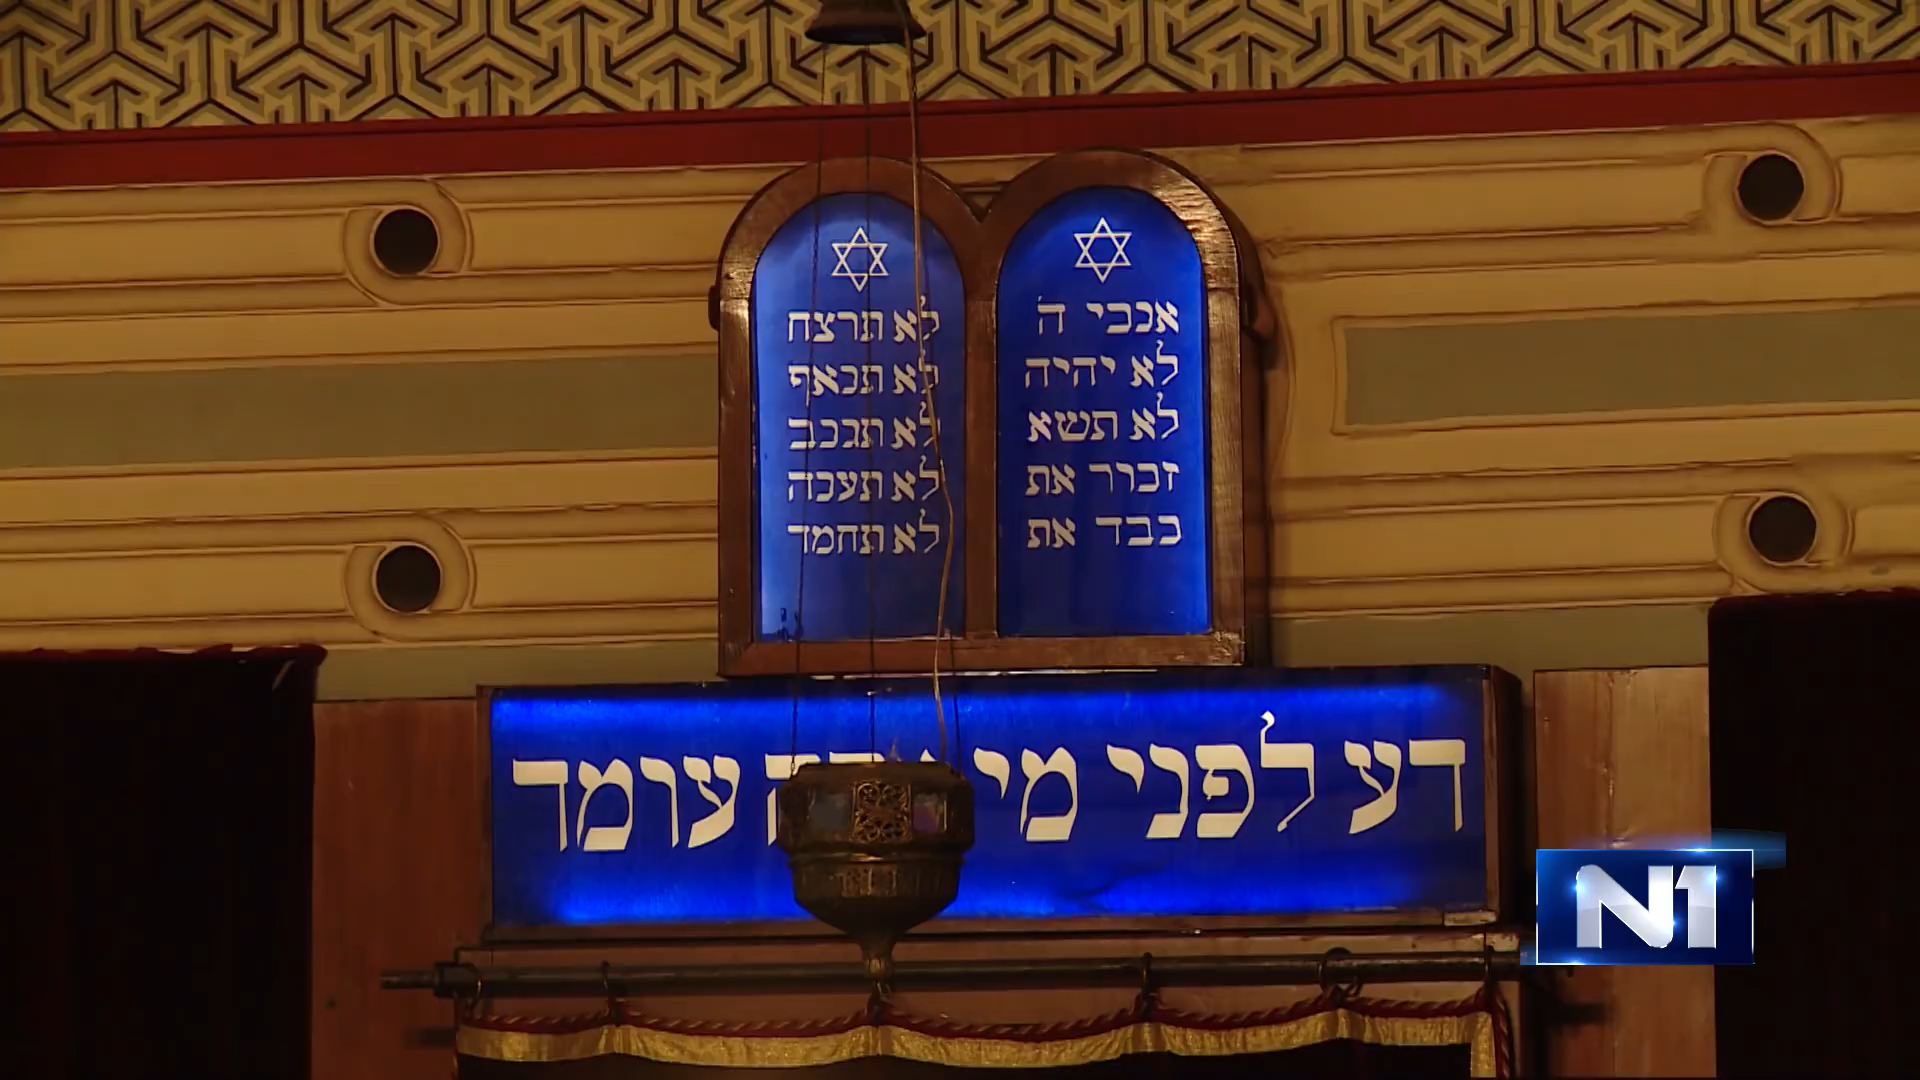 אנכי ה'
לא יהיה
לא תשא
זכור את
כבד את
לא תרצח
לא תנאף
לא תגנב
לא תענה
לא תחמד
דע לפני מי עומד
N1